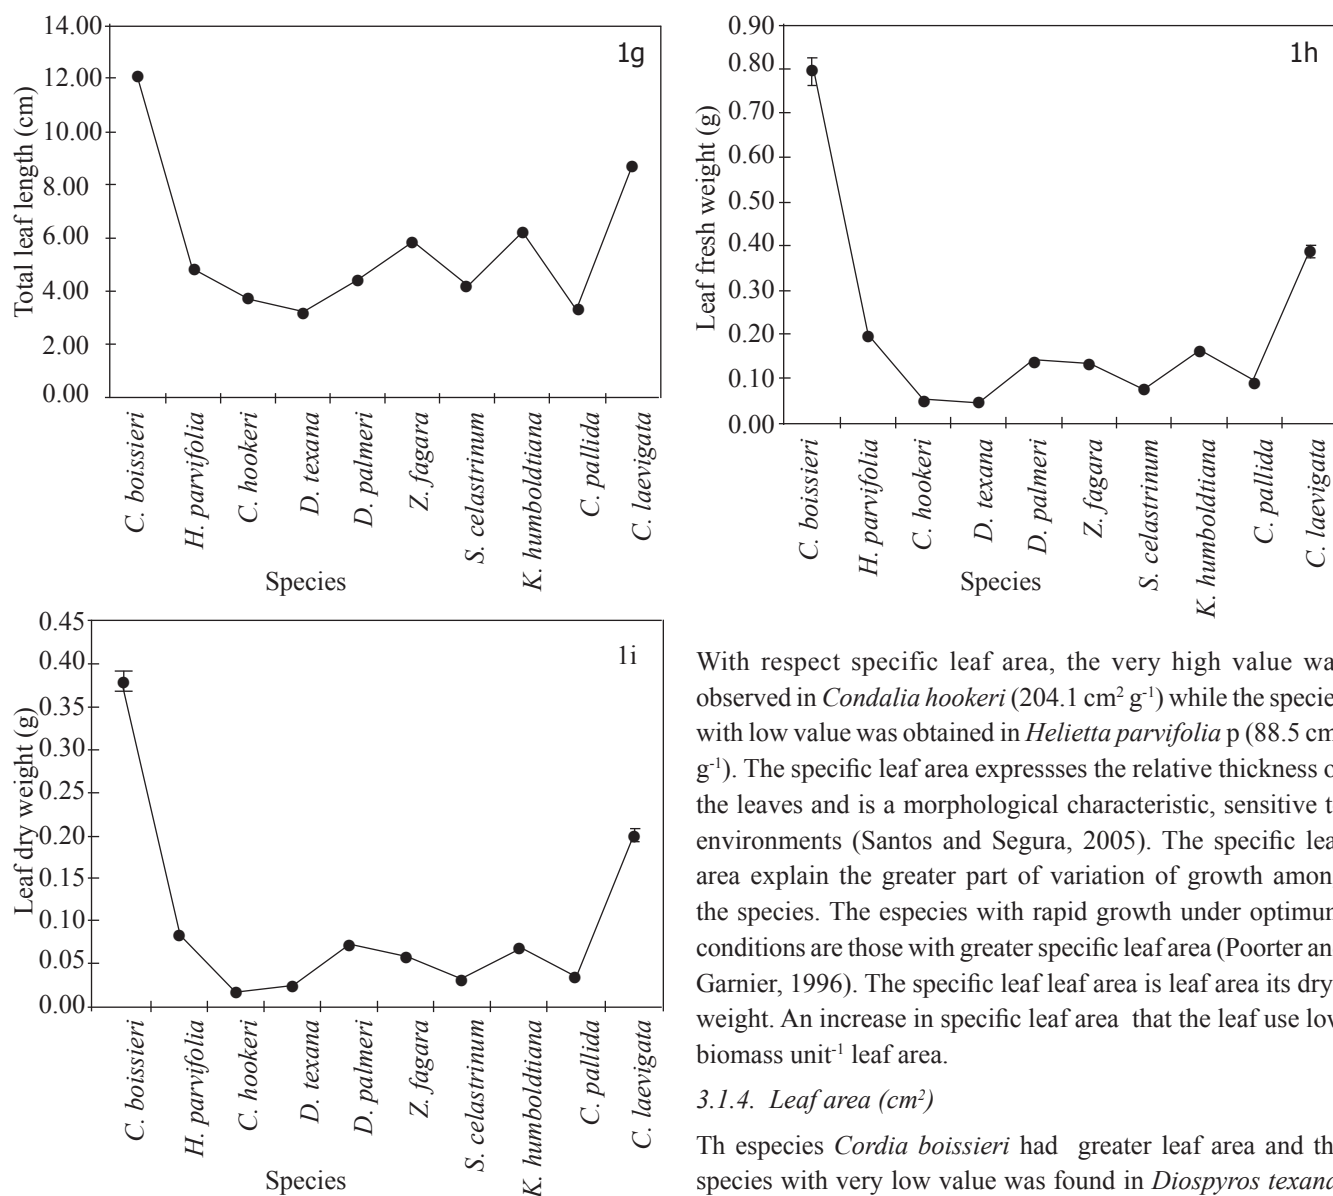 14.00
12.00
10.00
8.00
6.00
4.00
2.00
0.00
Total leaf length (cm)
1g
C. boissieri
H. parvifolia
C. hookeri
D. texana
D. palmeri
Z. fagara
S. celastrinum
K. humboldtiana
C. pallida
C. laevigata
Species
0.90
0.80
0.70
0.60
0.50
0.40
0.30
0.20
0.10
0.00
Leaf fresh weight (g)
1h
C. boissieri
H. parvifolia
C. hookeri
D. texana
D. palmeri
Z. fagara
S. celastrinum
K. humboldtiana
C. pallida
C. laevigata
Species
0.45
0.40
0.35
0.30
0.25
0.20
0.15
0.10
0.05
0.00
Leaf dry weight (g)
1i
C. boissieri
H. parvifolia
C. hookeri
D. texana
D. palmeri
Z. fagara
S. celastrinum
K. humboldtiana
C. pallida
C. laevigata
Species
With respect specific leaf area, the very high value wa
observed in Condalia hookeri (204.1 cm² g⁻¹) while the specie
with low value was obtained in Helietta parvifolia p (88.5 cm
g⁻¹). The specific leaf area expressses the relative thickness o
the leaves and is a morphological characteristic, sensitive t
environments (Santos and Segura, 2005). The specific lea
area explain the greater part of variation of growth amon
the species. The especies with rapid growth under optimun
conditions are those with greater specific leaf area (Poorter an
Garnier, 1996). The specific leaf leaf area is leaf area its dry
weight. An increase in specific leaf area that the leaf use low
biomass unit⁻¹ leaf area.
3.1.4. Leaf area (cm²)
Th especies Cordia boissieri had greater leaf area and th
species with very low value was found in Diospyros texana